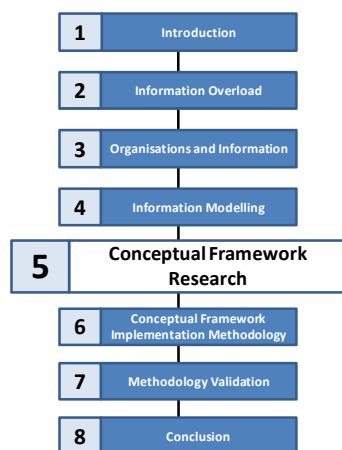 1 Introduction
2 Information Overload
3 Organisations and Information
4 Information Modelling
5 Conceptual Framework
Research
6 Conceptual Framework
Implementation Methodology
7 Methodology Validation
8 Conclusion